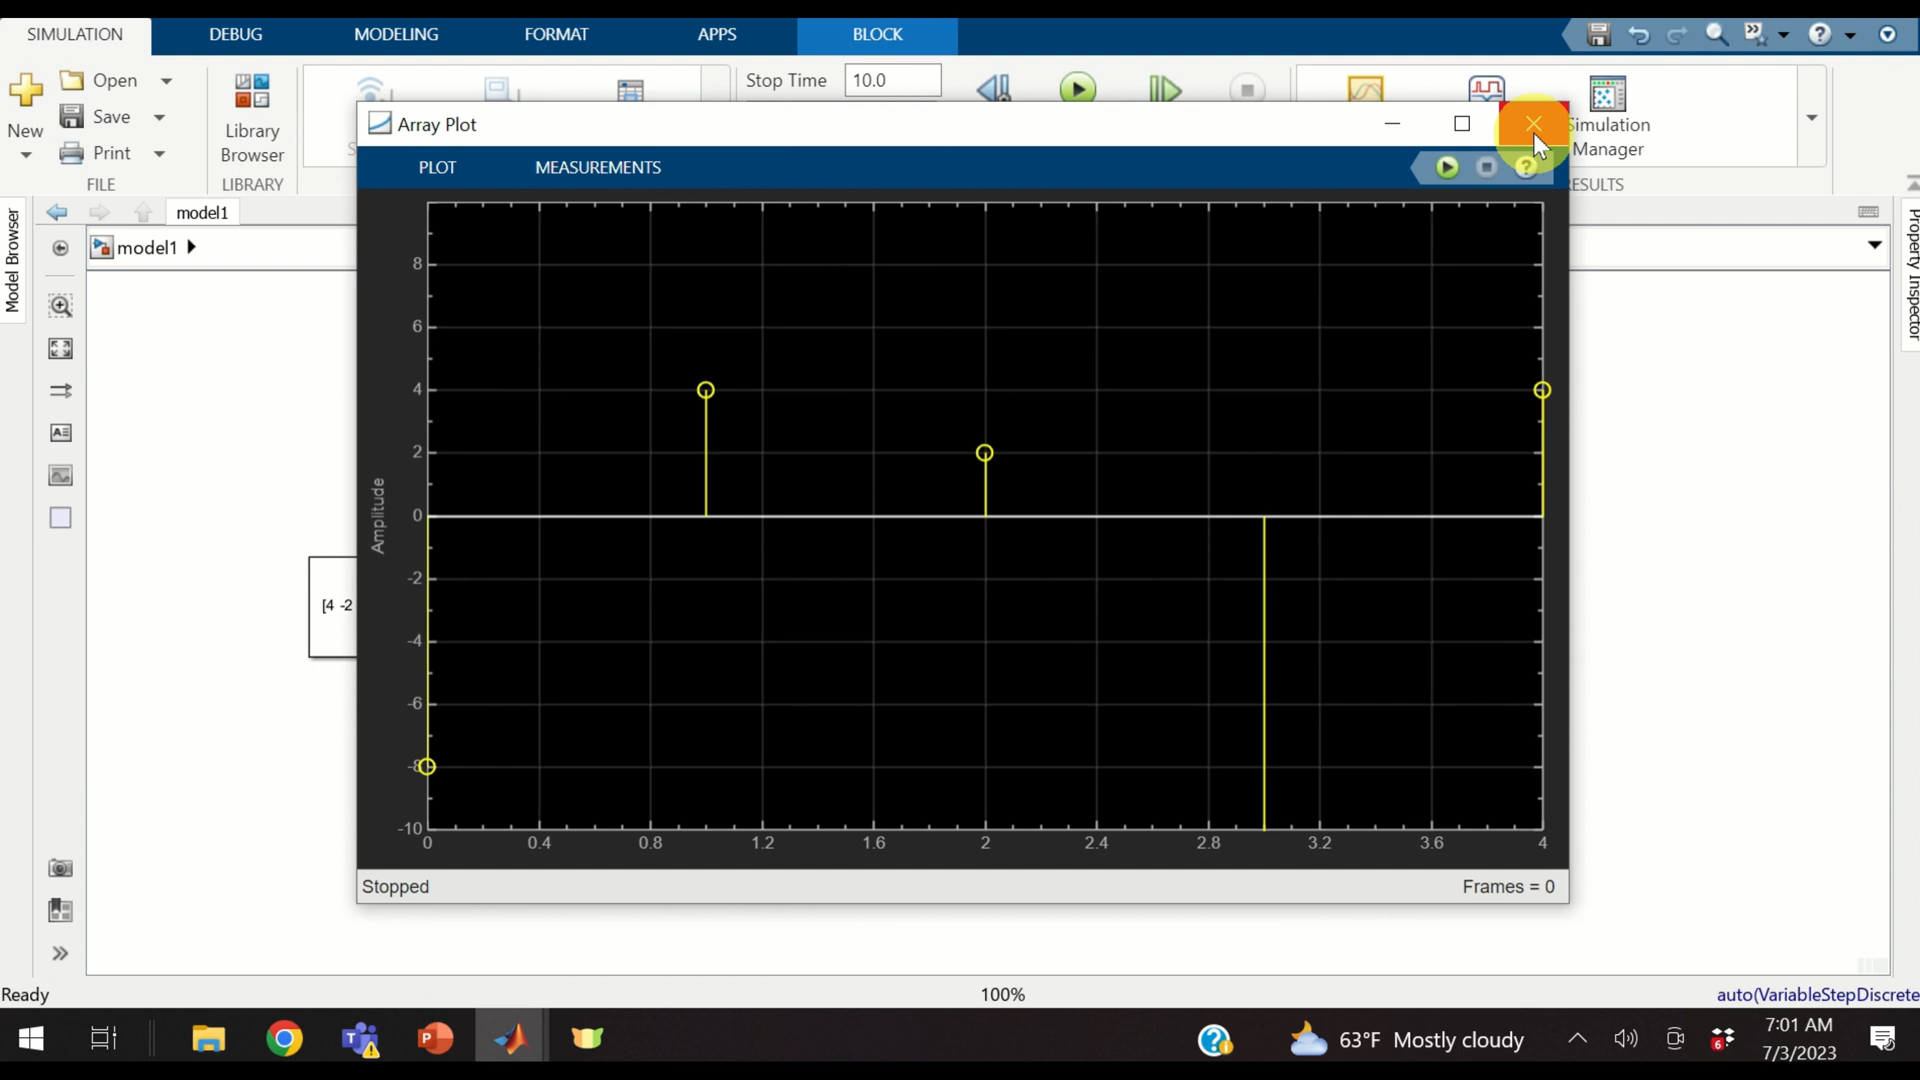 SIMULATION DEBUG MODELING FORMAT APPS BLOCK
New
Open
Save
Print
FILE
Library
Browser
LIBRARY
Stop Time 10.0
Simulation
Manager
RESULTS
Array Plot
PLOT MEASUREMENTS
Model Browser
model1
model1
Property Inspector
[4 -2
Amplitude
8
6
4
2
0
-2
-4
-6
-8
-10
0 0.4 0.8 1.2 1.6 2 2.4 2.8 3.2 3.6 4
Stopped Frames = 0
Ready 100% auto(VariableStepDiscrete
63°F Mostly cloudy
6
7:01 AM
7/3/2023